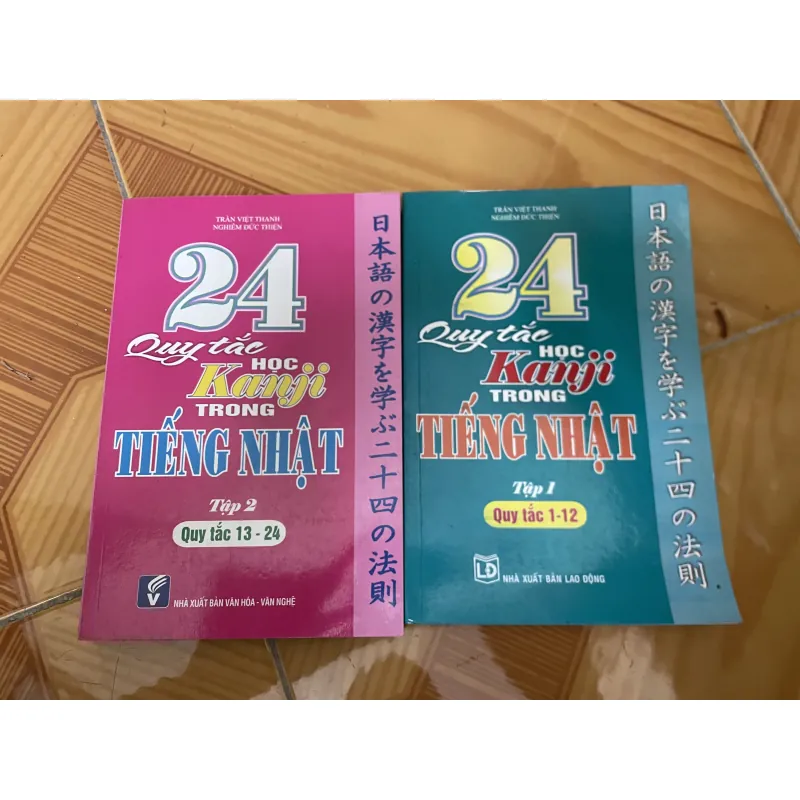 TRẦN VIỆT THANH
NGHIÊM ĐỨC THIỆN
24
Quy tắc
HỌC
Kanji
TRONG
TIẾNG NHẬT
Tập 2
Quy tắc 13 - 24
NHÀ XUẤT BẢN VĂN HÓA - VĂN NGHỆ
日本語の漢字を学ぶ二十四の法則
TRẦN VIỆT THANH
NGHIÊM ĐỨC THIỆN
24
Quy tắc
HỌC
Kanji
TRONG
TIẾNG NHẬT
Tập 1
Quy tắc 1-12
LĐ
NHÀ XUẤT BẢN LAO ĐỘNG
日本語の漢字を学ぶ二十四の法則